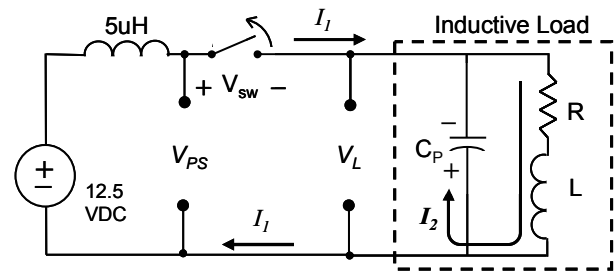 5uH
I1
Inductive Load
+ Vsw −
−
R
VPS
VL
CP
+
L
+
−
12.5
VDC
I2
I1